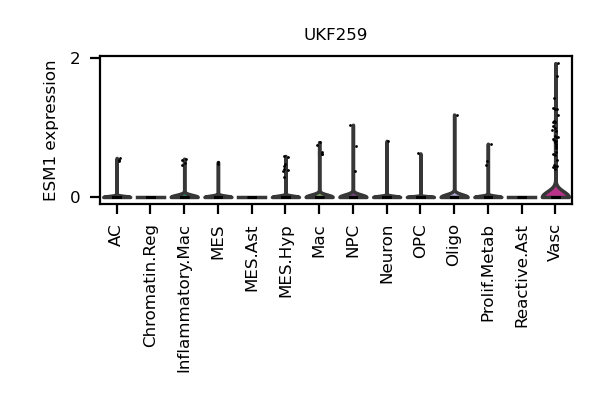 UKF259
ESM1 expression
2
0
AC
Chromatin.Reg
Inflammatory.Mac
MES
MES.Ast
MES.Hyp
Mac
NPC
Neuron
OPC
Oligo
Prolif.Metab
Reactive.Ast
Vasc